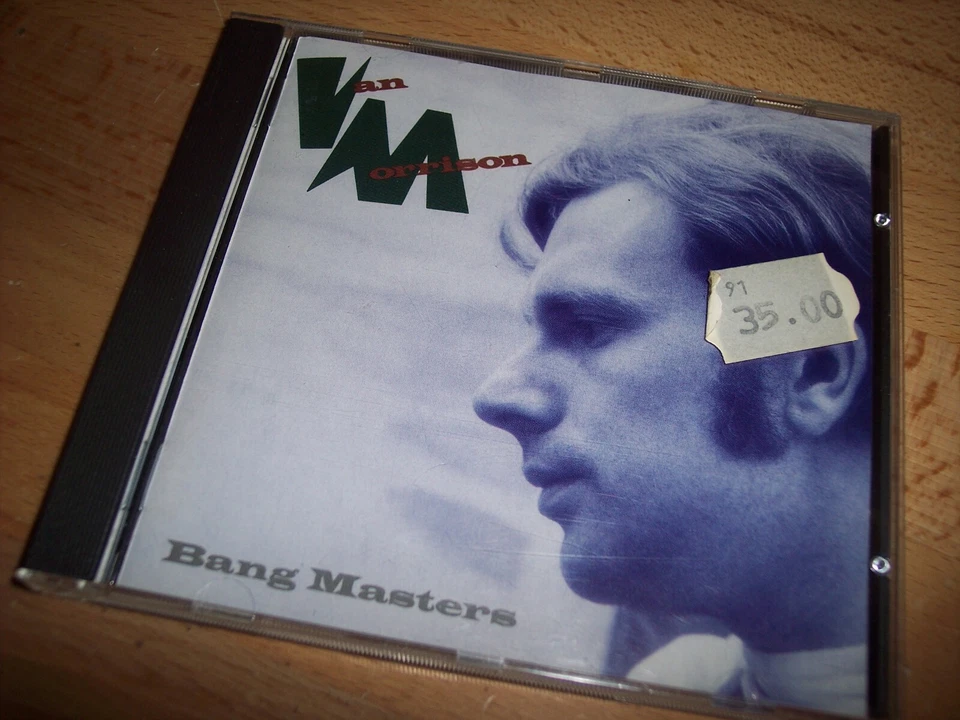 Van
Morrison
91
35.00
Bang Masters